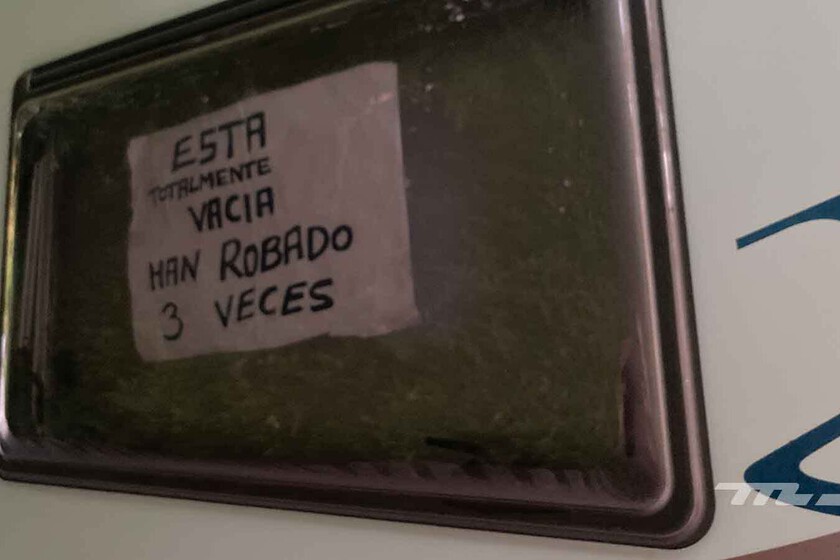 ESTA
TOTALMENTE
VACIA
HAN ROBADO
3 VECES